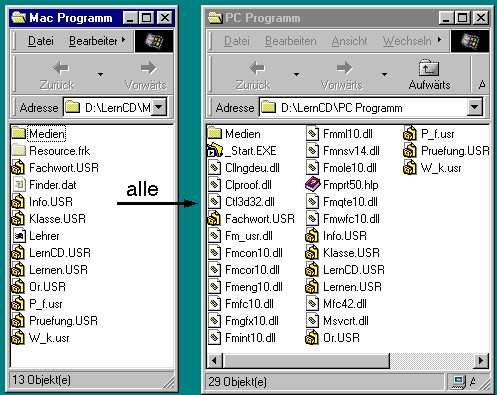 Mac Programm
Datei Bearbeiter
Zurück Vorwärts
Adresse D:\LernCD\M
Medien
Resource.frk
Fachwort.USR
Finder.dat
Info.USR
Klasse.USR
Lehrer
LernCD.USR
Lernen.USR
Or.USR
P_f.usr
Pruefung.USR
W_k.usr
13 Objekt(e)
alle
PC Programm
Datei Bearbeiten Ansicht Wechseln
Zurück Vorwärts Aufwärts A
Adresse D:\LernCD\PC Programm
Medien
_Start.EXE
Cllngdeu.dll
Clproof.dll
Ctl3d32.dll
Fachwort.USR
Fm_usr.dll
Fmcon10.dll
Fmcor10.dll
Fmeng10.dll
Fmfc10.dll
Fmgfx10.dll
Fmint10.dll
Fmml10.dll
Fmnsv14.dll
Fmole10.dll
Fmprt50.hlp
Fmqte10.dll
Fmwfc10.dll
Info.USR
Klasse.USR
LernCD.USR
Lernen.USR
Mfc42.dll
Msvcrt.dll
Or.USR
P_f.usr
Pruefung.USR
W_k.usr
29 Objekt(e) A